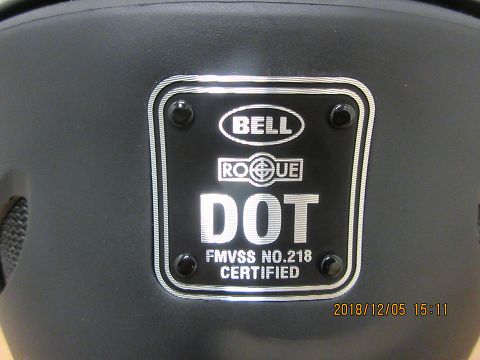 BELL
ROGUE
DOT
FMVSS NO.218
CERTIFIED
2018/12/05 15:11